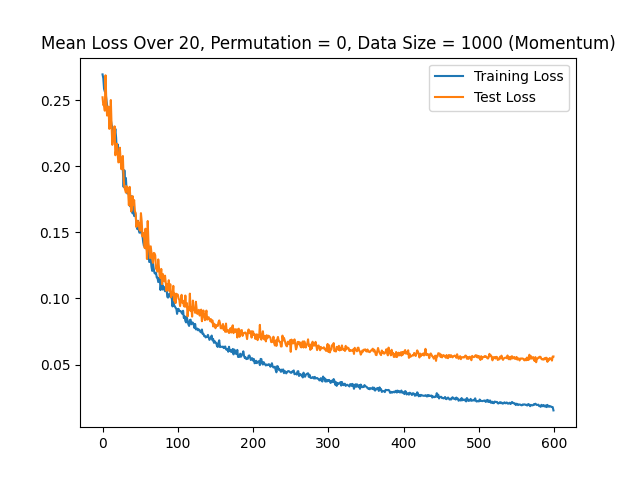 Mean Loss Over 20, Permutation = 0, Data Size = 1000 (Momentum)
Training Loss
Test Loss
0.25
0.20
0.15
0.10
0.05
0 100 200 300 400 500 600